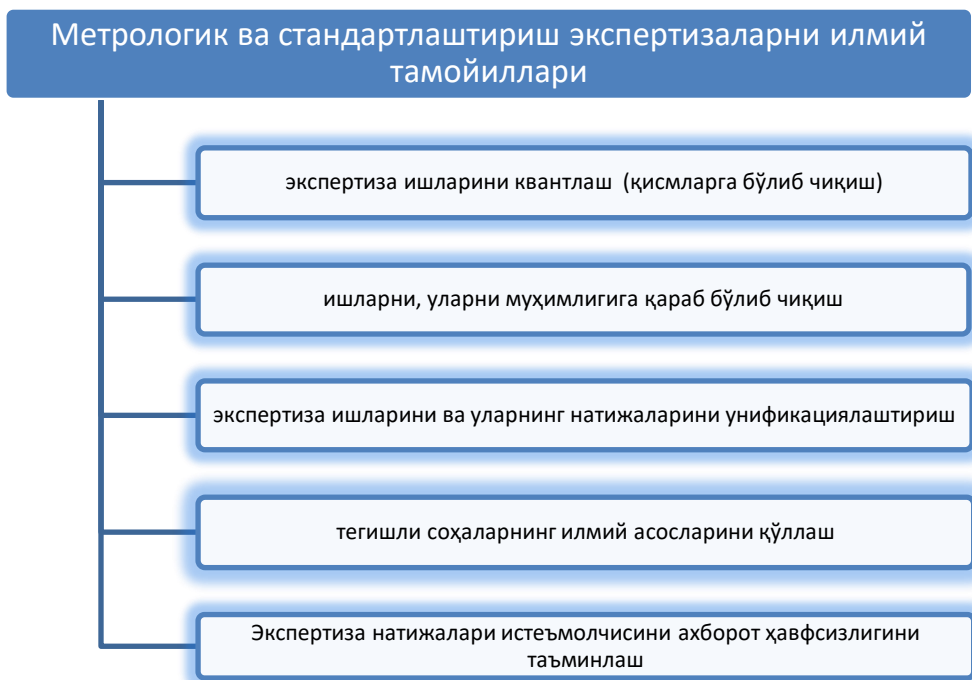 Метрологик ва стандартлаштириш экспертизаларни илмий
тамойиллари
экспертиза ишларини квантлаш (қисмларга бўлиб чиқиш)
ишларни, уларни муҳимлигига қараб бўлиб чиқиш
экспертиза ишларини ва уларнинг натижаларини унификациялаштириш
тегишли соҳаларнинг илмий асосларини қўллаш
Экспертиза натижалари истеъмолчисини ахборот ҳавфсизлигини
таъминлаш